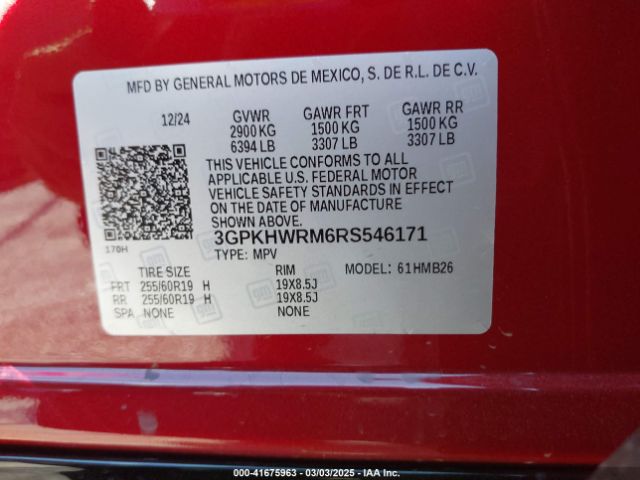 MFD BY GENERAL MOTORS DE MEXICO, S. DE R.L. DE C.V.
12/24 GVWR GAWR FRT GAWR RR
2900 KG 1500 KG 1500 KG
6394 LB 3307 LB 3307 LB
THIS VEHICLE CONFORMS TO ALL
APPLICABLE U.S. FEDERAL MOTOR
VEHICLE SAFETY STANDARDS IN EFFECT
ON THE DATE OF MANUFACTURE
SHOWN ABOVE.
170H
3GPKHWRM6RS546171
TYPE: MPV
MODEL: 61HMB26
TIRE SIZE RIM
FRT 255/60R19 H 19X8.5J
RR 255/60R19 H 19X8.5J
SPA NONE NONE
000-41675963 - 03/03/2025 - IAA Inc.